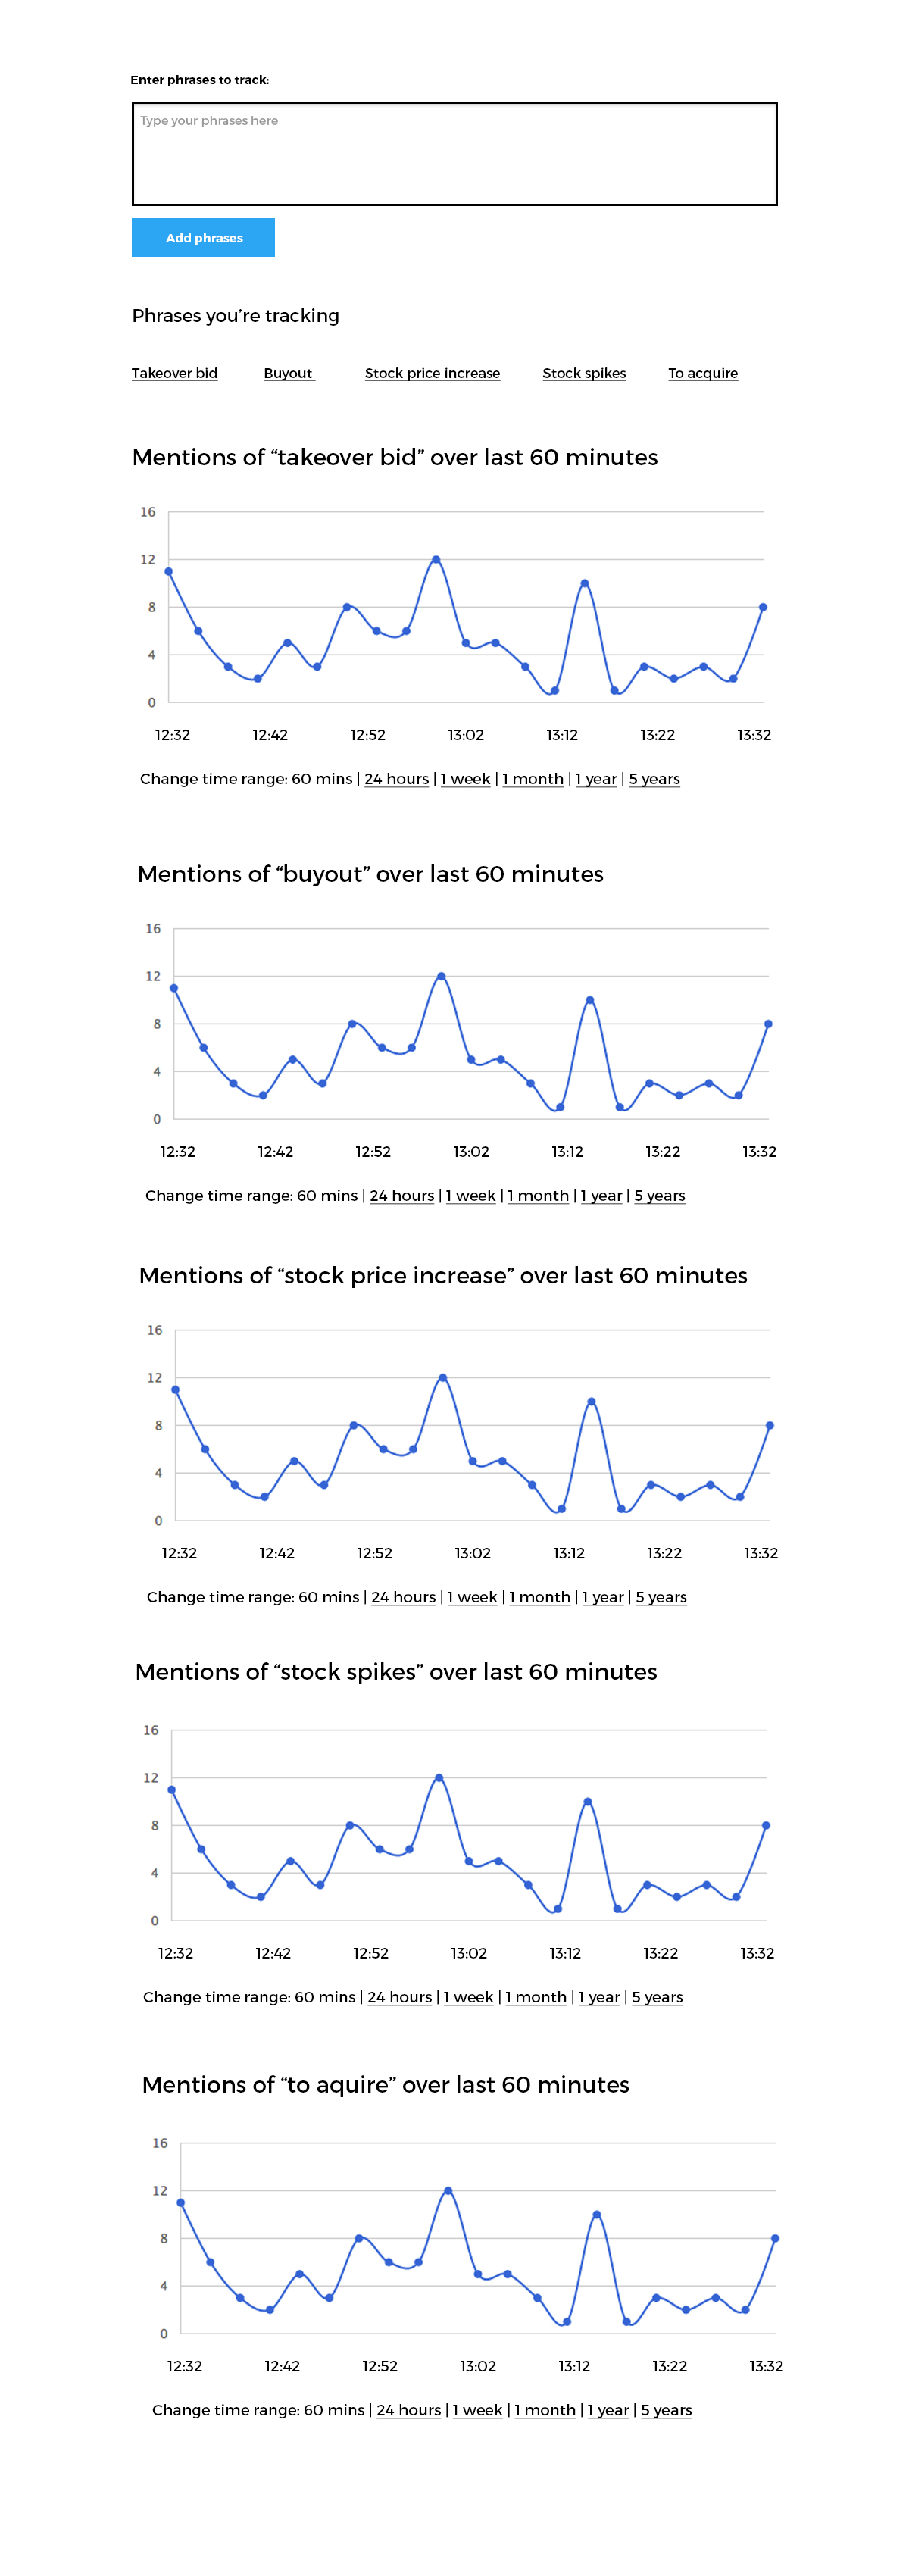 Enter phrases to track:
Type your phrases here
Add phrases
Phrases you’re tracking
Takeover bid Buyout Stock price increase Stock spikes To acquire
Mentions of “takeover bid” over last 60 minutes
16
12
8
4
0
12:32 12:42 12:52 13:02 13:12 13:22 13:32
Change time range: 60 mins | 24 hours | 1 week | 1 month | 1 year | 5 years
Mentions of “buyout” over last 60 minutes
16
12
8
4
0
12:32 12:42 12:52 13:02 13:12 13:22 13:32
Change time range: 60 mins | 24 hours | 1 week | 1 month | 1 year | 5 years
Mentions of “stock price increase” over last 60 minutes
16
12
8
4
0
12:32 12:42 12:52 13:02 13:12 13:22 13:32
Change time range: 60 mins | 24 hours | 1 week | 1 month | 1 year | 5 years
Mentions of “stock spikes” over last 60 minutes
16
12
8
4
0
12:32 12:42 12:52 13:02 13:12 13:22 13:32
Change time range: 60 mins | 24 hours | 1 week | 1 month | 1 year | 5 years
Mentions of “to aquire” over last 60 minutes
16
12
8
4
0
12:32 12:42 12:52 13:02 13:12 13:22 13:32
Change time range: 60 mins | 24 hours | 1 week | 1 month | 1 year | 5 years